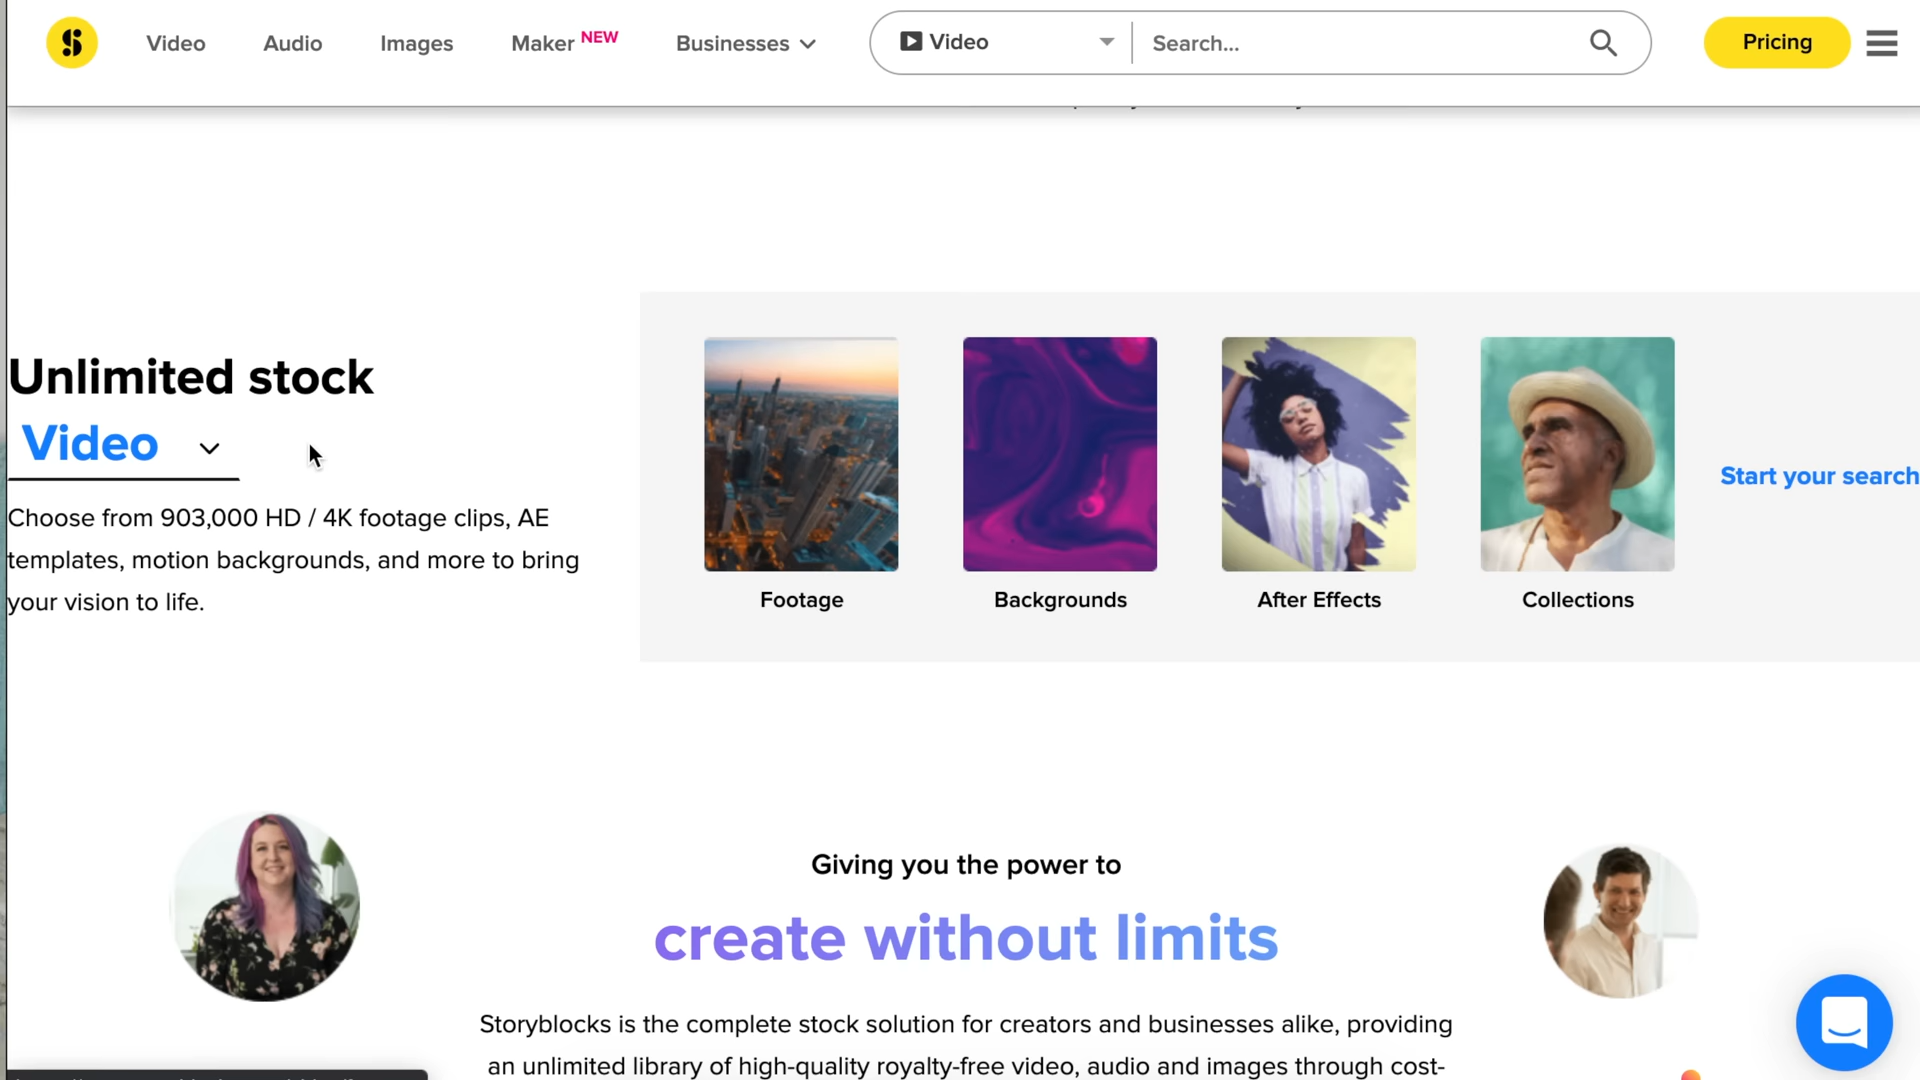 Video Audio Images Maker NEW Businesses Video Search... Pricing
Unlimited stock
Video
Choose from 903,000 HD / 4K footage clips, AE
templates, motion backgrounds, and more to bring
your vision to life.
Footage Backgrounds After Effects Collections
Start your search
Giving you the power to
create without limits
Storyblocks is the complete stock solution for creators and businesses alike, providing
an unlimited library of high-quality royalty-free video, audio and images through cost-